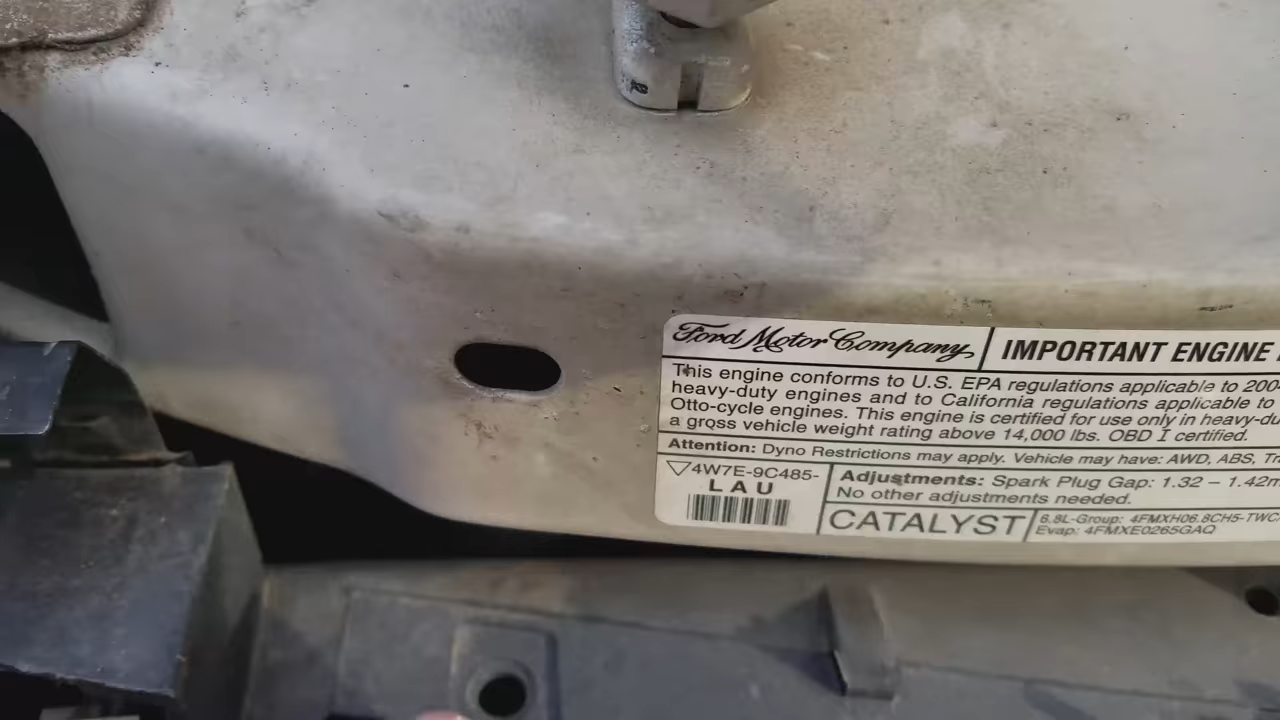 Ford Motor Company
IMPORTANT ENGINE
This engine conforms to U.S. EPA regulations applicable to
heavy-duty engines and to California regulations applicable to
Otto-cycle engines. This engine is certified for use only in
a gross vehicle weight rating above 14,000 lbs. OBD I certified.
Attention: Dyno Restrictions may apply. Vehicle may have: AWD, ABS,
4W7E-9C485-
LAU
Adjustments: Spark Plug Gap: 1.32 – 1.42m
No other adjustments needed.
CATALYST
6.8L-Group: 4FMXH06.8CH5-TWC
Evap: 4FMXE0265GAQ